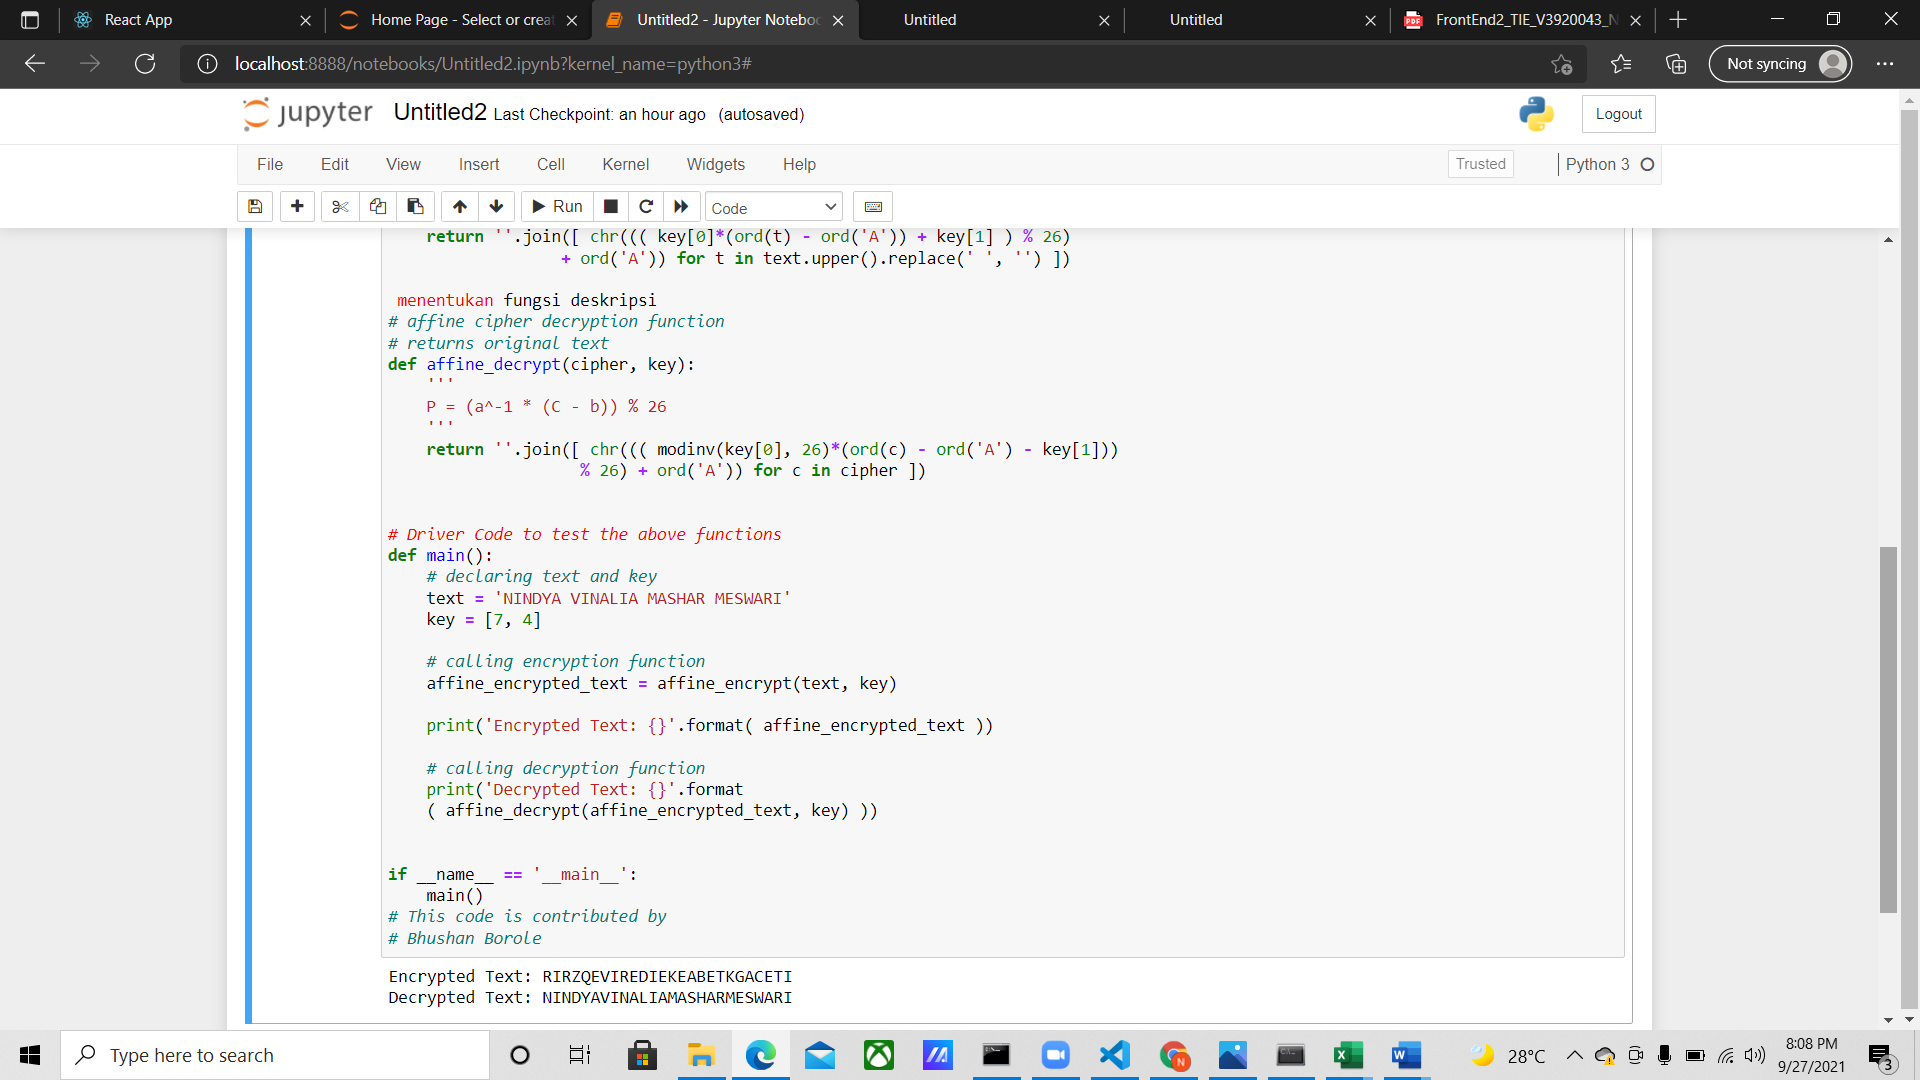 React App
Home Page - Select or creat
Untitled2 - Jupyter Noteboo
Untitled
Untitled
PDF
FrontEnd2_TIE_V3920043_N
localhost:8888/notebooks/Untitled2.ipynb?kernel_name=python3#
Not syncing
jupyter Untitled2 Last Checkpoint: an hour ago (autosaved)
Logout
File Edit View Insert Cell Kernel Widgets Help
Trusted
Python 3
Run
Code
    return ''.join([ chr((( key[0]*(ord(t) - ord('A')) + key[1] ) % 26)
                  + ord('A')) for t in text.upper().replace(' ', '') ])
 menentukan fungsi deskripsi
# affine cipher decryption function
# returns original text
def affine_decrypt(cipher, key):
    '''
    P = (a^-1 * (C - b)) % 26
    '''
    return ''.join([ chr((( modinv(key[0], 26)*(ord(c) - ord('A') - key[1]))
                    % 26) + ord('A')) for c in cipher ])
# Driver Code to test the above functions
def main():
    # declaring text and key
    text = 'NINDYA VINALIA MASHAR MESWARI'
    key = [7, 4]
    # calling encryption function
    affine_encrypted_text = affine_encrypt(text, key)
    print('Encrypted Text: {}'.format( affine_encrypted_text ))
    # calling decryption function
    print('Decrypted Text: {}'.format
    ( affine_decrypt(affine_encrypted_text, key) ))
if __name__ == '__main__':
    main()
# This code is contributed by
# Bhushan Borole
Encrypted Text: RIRZQEVIREDIEKEABETKGACETI
Decrypted Text: NINDYAVINALIAMASHARMESWARI
Type here to search
N
28°C
8:08 PM
9/27/2021
3